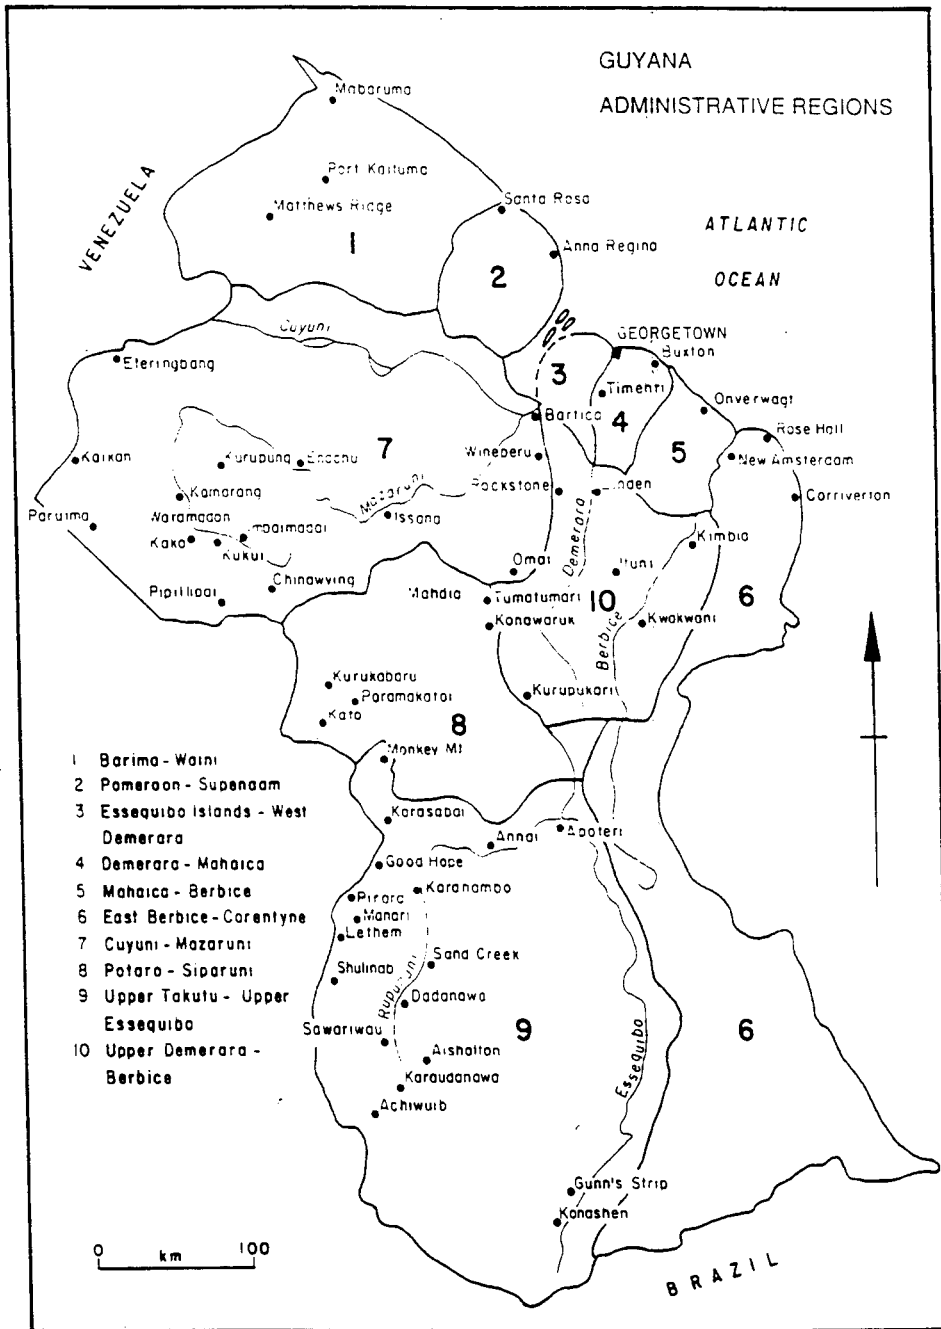 GUYANA
ADMINISTRATIVE REGIONS
Mabaruma
VENEZUELA
Port Kaituma
Matthews Ridge
Santa Rosa
ATLANTIC
OCEAN
1
Anna Regina
2
Cuyuni
GEORGETOWN
Buxton
Eteringbang
3
Timehri
Onverwagt
Bartica
4
Rose Hall
7
5
Kaikan
Kurupung
Enachu
Wineberu
New Amsterdam
Kamarang
Mazaruni
Rockstone
Linden
Corriverton
Paruima
Waramadon
Issano
Kako
Kukui
Demerara
Kimbia
Omai
Ituni
Chinawying
Pipillipai
Mahdia
Tumatumari
10
6
Konawaruk
Kwakwani
Berbice
Kurukabaru
Paramakatoi
Kurupukari
Kato
8
Monkey Mt
1 Barima - Waini
2 Pomeroon - Supenaam
3 Essequibo Islands - West
Demerara
4 Demerara - Mahaica
5 Mahaica - Berbice
6 East Berbice - Corentyne
7 Cuyuni - Mazaruni
8 Potaro - Siparuni
9 Upper Takutu - Upper
Essequibo
10 Upper Demerara -
Berbice
Karasabai
Annai
Apoteri
Good Hope
Karanambo
Pirara
Manari
Lethem
Sand Creek
Shulinab
Rupununi
Dadanawa
Sawariwau
9
6
Aishalton
Essequibo
Karaudanawa
Achiwuib
Gunn's Strip
Konashen
0 km 100
BRAZIL